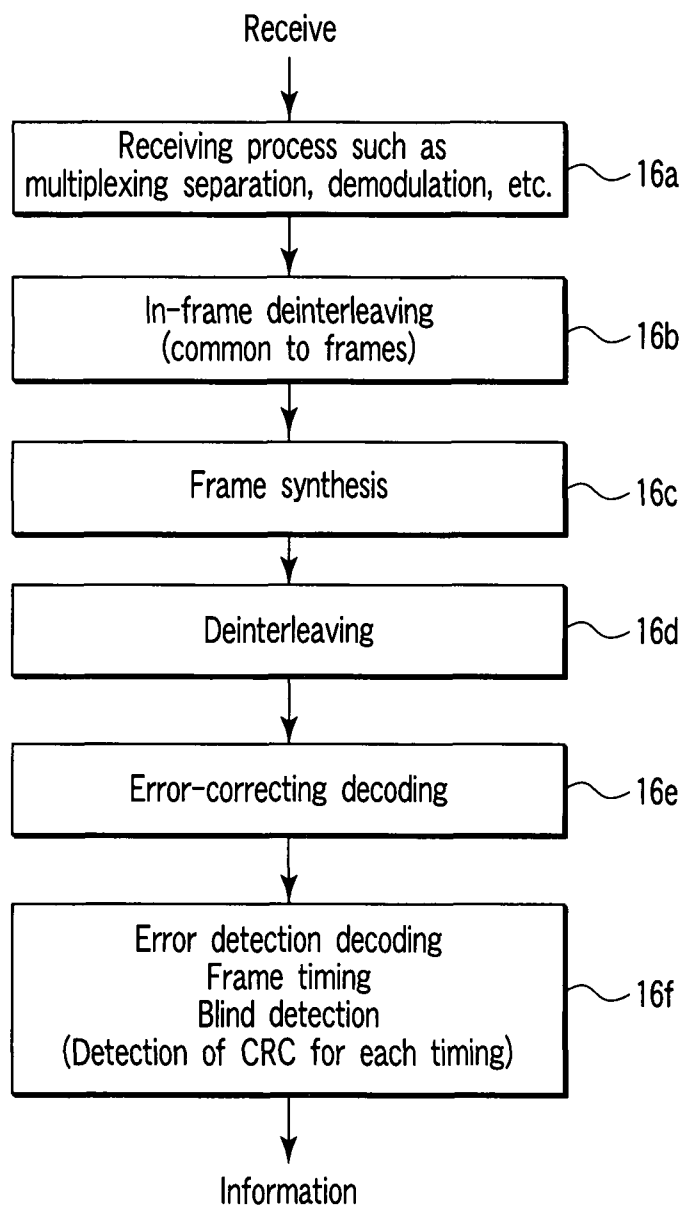 Receive
Receiving process such as
multiplexing separation, demodulation, etc.
16a
In-frame deinterleaving
(common to frames)
16b
Frame synthesis
16c
Deinterleaving
16d
Error-correcting decoding
16e
Error detection decoding
Frame timing
Blind detection
(Detection of CRC for each timing)
16f
Information